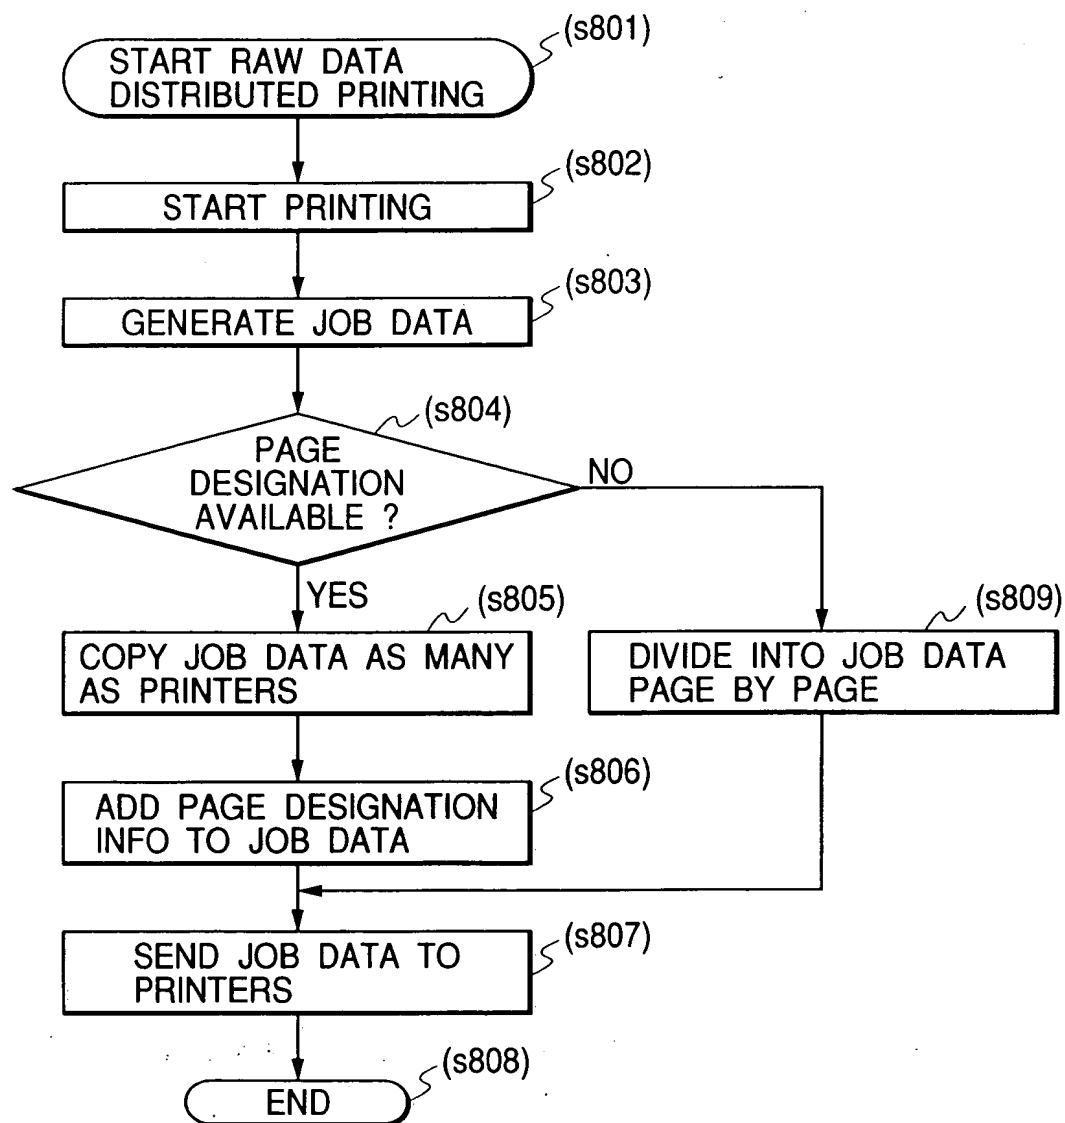 (s801)
START RAW DATA
DISTRIBUTED PRINTING
(s802)
START PRINTING
(s803)
GENERATE JOB DATA
(s804)
PAGE
DESIGNATION
AVAILABLE ?
NO
YES
(s805)
COPY JOB DATA AS MANY
AS PRINTERS
(s809)
DIVIDE INTO JOB DATA
PAGE BY PAGE
(s806)
ADD PAGE DESIGNATION
INFO TO JOB DATA
(s807)
SEND JOB DATA TO
PRINTERS
(s808)
END